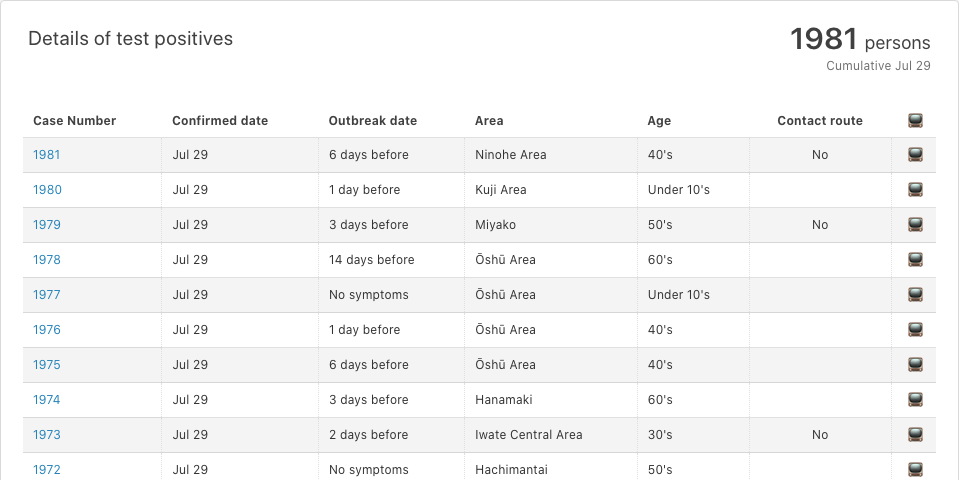 Details of test positives
1981 persons
Cumulative Jul 29
Case Number Confirmed date Outbreak date Area Age Contact route
1981 Jul 29 6 days before Ninohe Area 40's No
1980 Jul 29 1 day before Kuji Area Under 10's
1979 Jul 29 3 days before Miyako 50's No
1978 Jul 29 14 days before Ōshū Area 60's
1977 Jul 29 No symptoms Ōshū Area Under 10's
1976 Jul 29 1 day before Ōshū Area 40's
1975 Jul 29 6 days before Ōshū Area 40's
1974 Jul 29 3 days before Hanamaki 60's
1973 Jul 29 2 days before Iwate Central Area 30's No
1972 Jul 29 No symptoms Hachimantai 50's